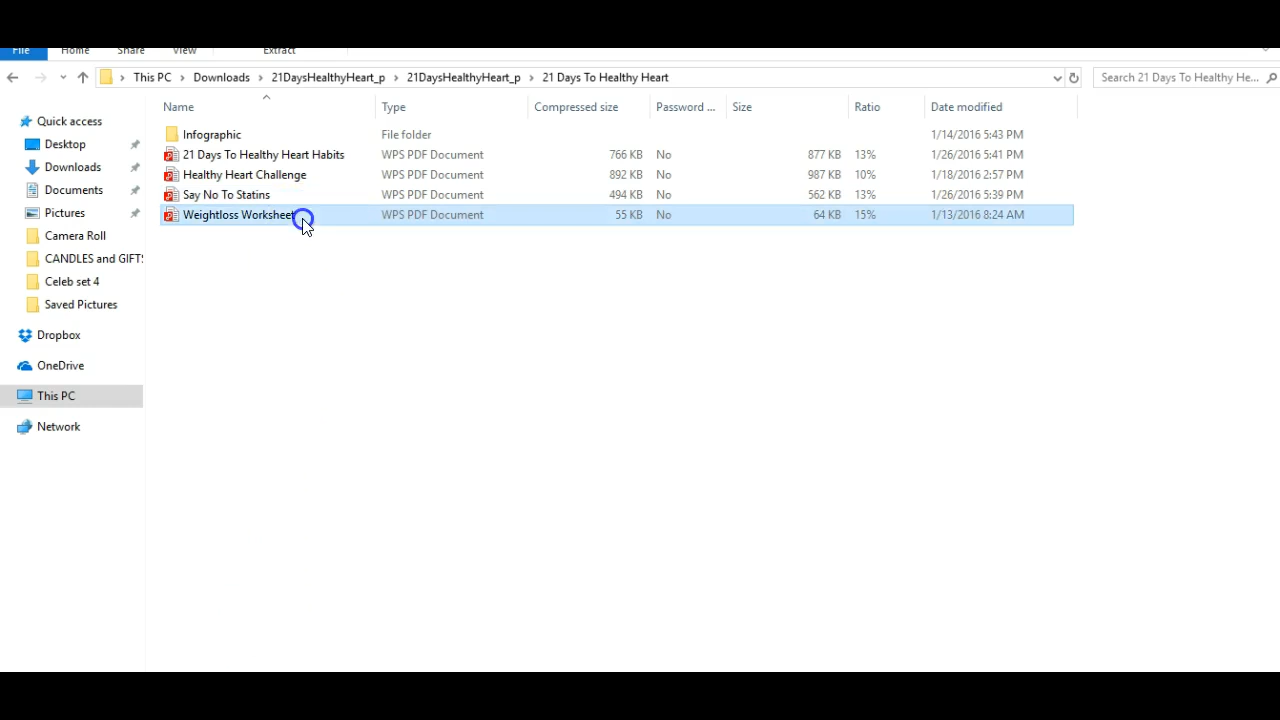 File Home Share View Extract
This PC > Downloads > 21DaysHealthyHeart_p > 21DaysHealthyHeart_p > 21 Days To Healthy Heart Search 21 Days To Healthy He...
Name Type Compressed size Password ... Size Ratio Date modified
Infographic File folder 1/14/2016 5:43 PM
21 Days To Healthy Heart Habits WPS PDF Document 766 KB No 877 KB 13% 1/26/2016 5:41 PM
Healthy Heart Challenge WPS PDF Document 892 KB No 987 KB 10% 1/18/2016 2:57 PM
Say No To Statins WPS PDF Document 494 KB No 562 KB 13% 1/26/2016 5:39 PM
Weightloss Worksheet WPS PDF Document 55 KB No 64 KB 15% 1/13/2016 8:24 AM
Quick access
Desktop
Downloads
Documents
Pictures
Camera Roll
CANDLES and GIFTS
Celeb set 4
Saved Pictures
Dropbox
OneDrive
This PC
Network